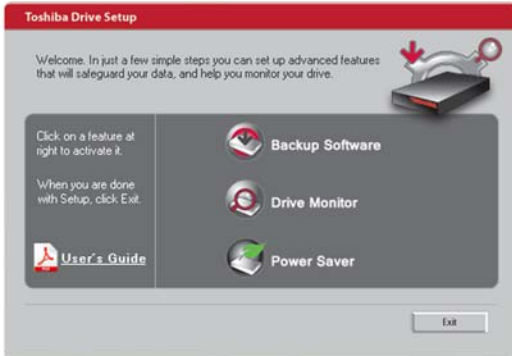 Toshiba Drive Setup
Welcome. In just a few simple steps you can set up advanced features
that will safeguard your data, and help you monitor your drive.
Click on a feature at
right to activate it.
When you are done
with Setup, click Exit.
User's Guide
Backup Software
Drive Monitor
Power Saver
Exit